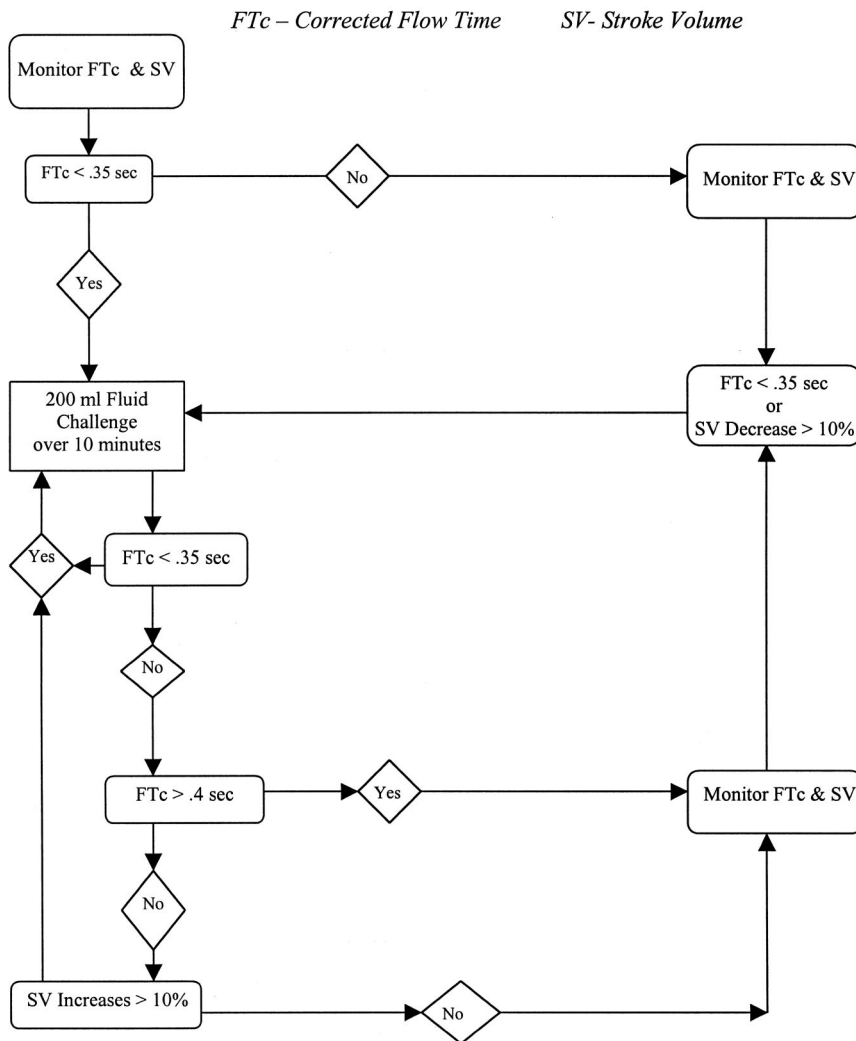 FTc – Corrected Flow Time SV- Stroke Volume
Monitor FTc & SV
FTc < .35 sec
No
Monitor FTc & SV
Yes
200 ml Fluid
Challenge
over 10 minutes
FTc < .35 sec
or
SV Decrease > 10%
Yes
FTc < .35 sec
No
FTc > .4 sec
Yes
Monitor FTc & SV
No
SV Increases > 10%
No